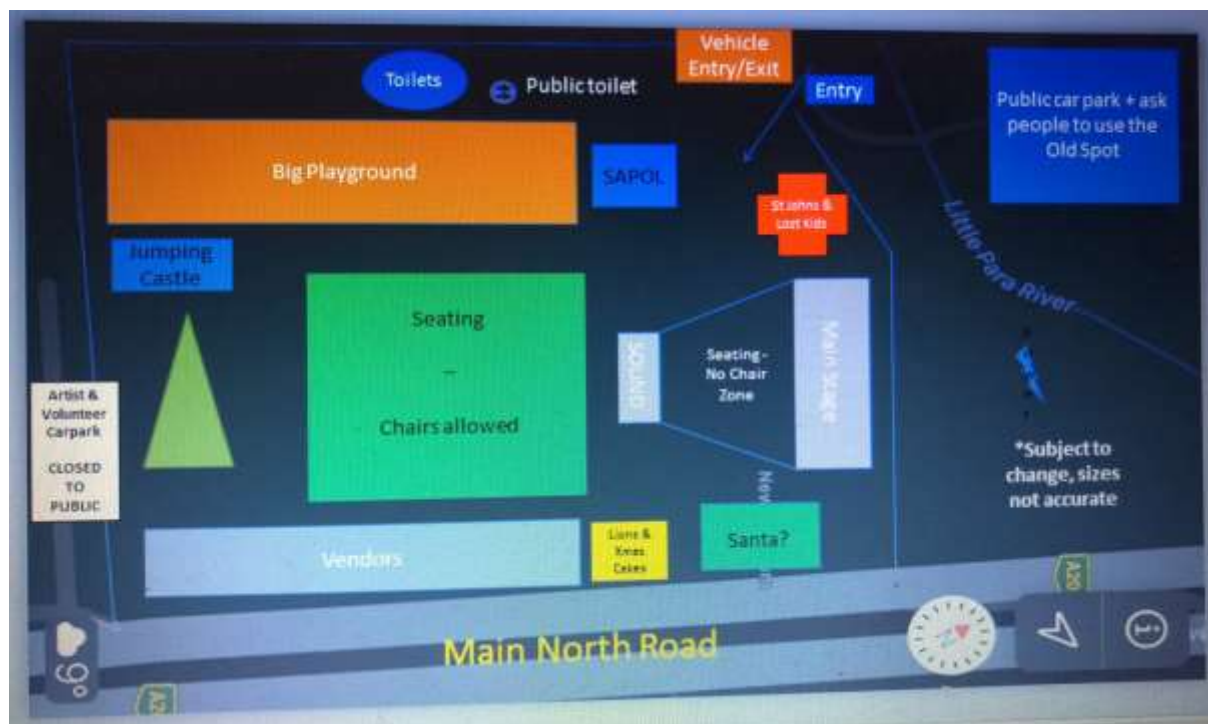 Vehicle
Entry/Exit
Toilets
Public toilet
Entry
Public car park + ask
people to use the
Old Spot
Big Playground
SAPOL
St Johns &
Lost Kids
Jumping
Castle
Little Para River
Seating
–
Chairs allowed
SOUND
Seating -
No Chair
Zone
Main Stage
Artist &
Volunteer
Carpark
CLOSED
TO
PUBLIC
*Subject to
change, sizes
not accurate
Vendors
Lions &
Xmas
Cakes
Santa?
A20
Main North Road
9°